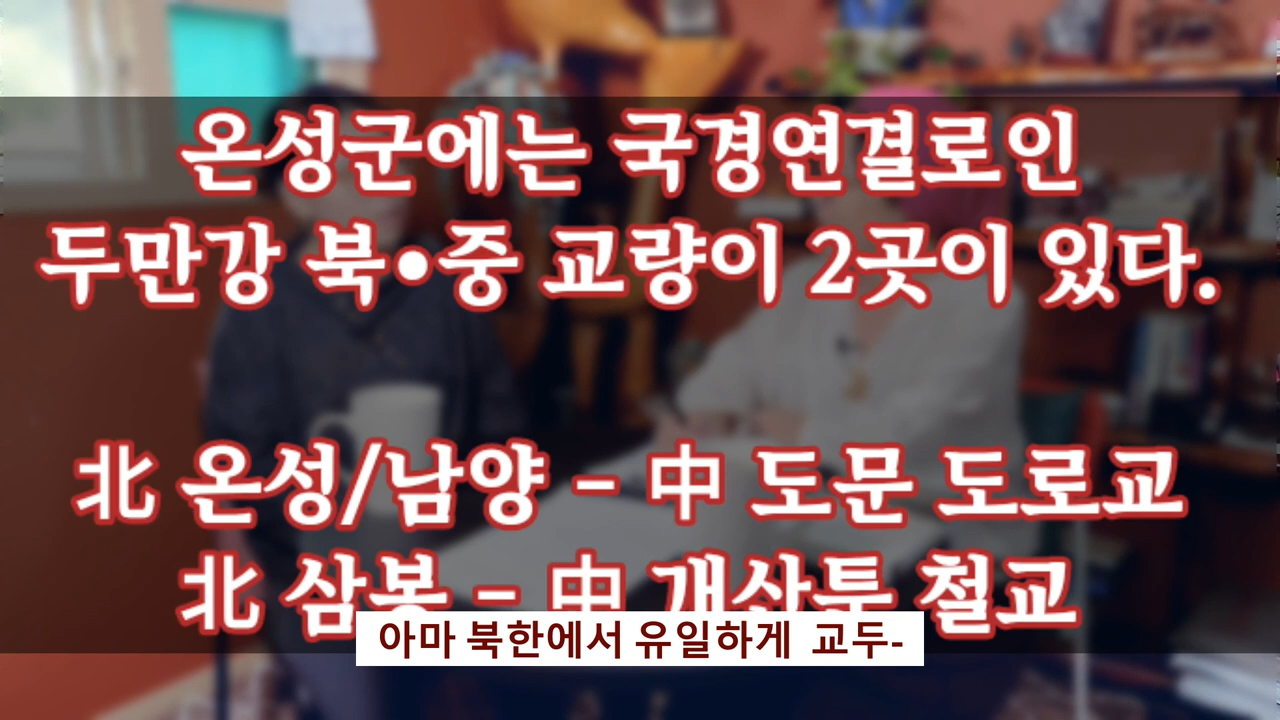 온성군에는 국경연결로인
두만강 북•중 교량이 2곳이 있다.
北 온성/남양 - 中 도문 도로교
北 삼봉 - 中 개산툰 철교
아마 북한에서 유일하게 교두-